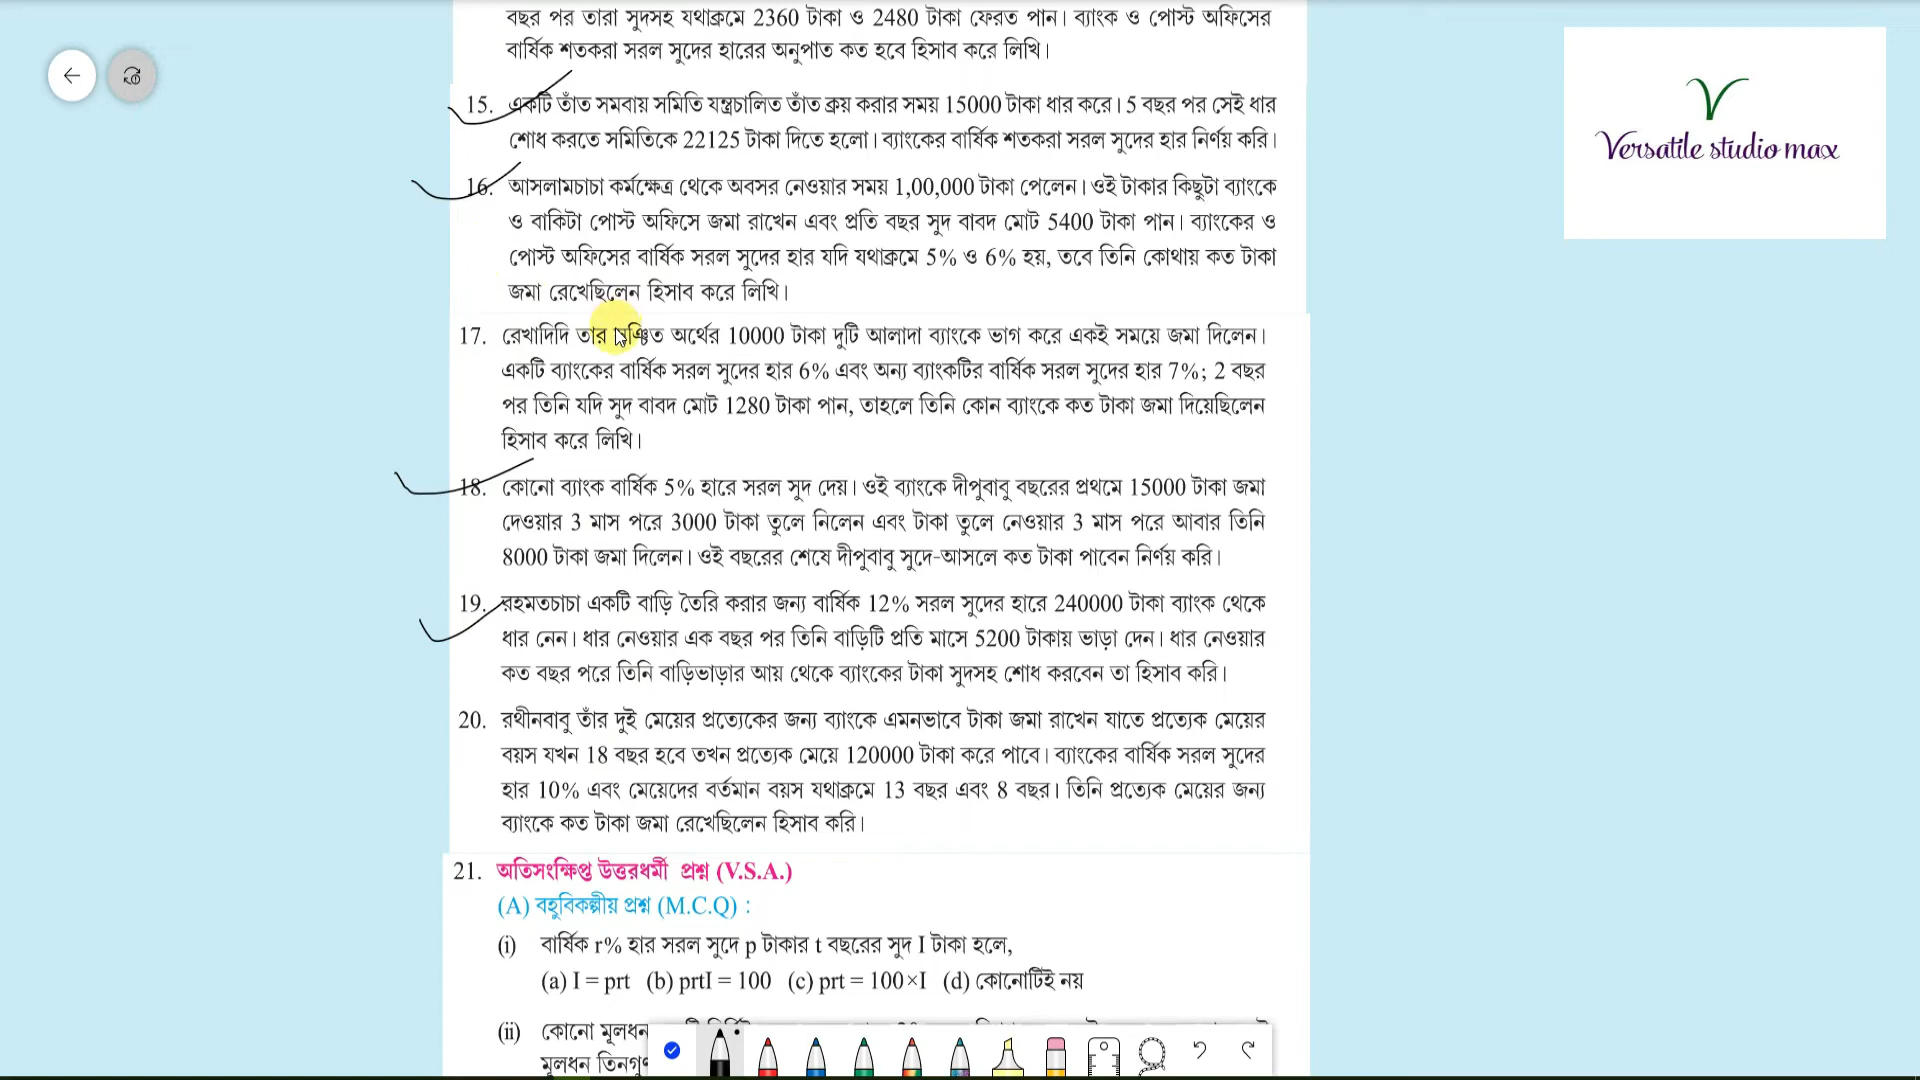 বছর পর তারা সুদসহ যথাক্রমে 2360 টাকা ও 2480 টাকা ফেরত পান। ব্যাংক ও পোস্ট অফিসের
বার্ষিক শতকরা সরল সুদের হারের অনুপাত কত হবে হিসাব করে লিখি।
15. একটি তাঁত সমবায় সমিতি যন্ত্রচালিত তাঁত ক্রয় করার সময় 15000 টাকা ধার করে। 5 বছর পর সেই ধার
শোধ করতে সমিতিকে 22125 টাকা দিতে হলো। ব্যাংকের বার্ষিক শতকরা সরল সুদের হার নির্ণয় করি।
16. আসলামচাচা কর্মক্ষেত্র থেকে অবসর নেওয়ার সময় 1,00,000 টাকা পেলেন। ওই টাকার কিছুটা ব্যাংকে
ও বাকিটা পোস্ট অফিসে জমা রাখেন এবং প্রতি বছর সুদ বাবদ মোট 5400 টাকা পান। ব্যাংকের ও
পোস্ট অফিসের বার্ষিক সরল সুদের হার যদি যথাক্রমে 5% ও 6% হয়, তবে তিনি কোথায় কত টাকা
জমা রেখেছিলেন হিসাব করে লিখি।
17. রেখাদিদি তার সঞ্চিত অর্থের 10000 টাকা দুটি আলাদা ব্যাংকে ভাগ করে একই সময়ে জমা দিলেন।
একটি ব্যাংকের বার্ষিক সরল সুদের হার 6% এবং অন্য ব্যাংকটির বার্ষিক সরল সুদের হার 7%; 2 বছর
পর তিনি যদি সুদ বাবদ মোট 1280 টাকা পান, তাহলে তিনি কোন ব্যাংকে কত টাকা জমা দিয়েছিলেন
হিসাব করে লিখি।
18. কোনো ব্যাংক বার্ষিক 5% হারে সরল সুদ দেয়। ওই ব্যাংকে দীপুবাবু বছরের প্রথমে 15000 টাকা জমা
দেওয়ার 3 মাস পরে 3000 টাকা তুলে নিলেন এবং টাকা তুলে নেওয়ার 3 মাস পরে আবার তিনি
8000 টাকা জমা দিলেন। ওই বছরের শেষে দীপুবাবু সুদে-আসলে কত টাকা পাবেন নির্ণয় করি।
19. রহমতচাচা একটি বাড়ি তৈরি করার জন্য বার্ষিক 12% সরল সুদের হারে 240000 টাকা ব্যাংক থেকে
ধার নেন। ধার নেওয়ার এক বছর পর তিনি বাড়িটি প্রতি মাসে 5200 টাকায় ভাড়া দেন। ধার নেওয়ার
কত বছর পরে তিনি বাড়িভাড়ার আয় থেকে ব্যাংকের টাকা সুদসহ শোধ করবেন তা হিসাব করি।
20. রথীনবাবু তাঁর দুই মেয়ের প্রত্যেকের জন্য ব্যাংকে এমনভাবে টাকা জমা রাখেন যাতে প্রত্যেক মেয়ের
বয়স যখন 18 বছর হবে তখন প্রত্যেক মেয়ে 120000 টাকা করে পাবে। ব্যাংকের বার্ষিক সরল সুদের
হার 10% এবং মেয়েদের বর্তমান বয়স যথাক্রমে 13 বছর এবং 8 বছর। তিনি প্রত্যেক মেয়ের জন্য
ব্যাংকে কত টাকা জমা রেখেছিলেন হিসাব করি।
21. অতিসংক্ষিপ্ত উত্তরধর্মী প্রশ্ন (V.S.A.)
(A) বহুবিকল্পীয় প্রশ্ন (M.C.Q) :
(i) বার্ষিক r% হার সরল সুদে p টাকার t বছরের সুদ I টাকা হলে,
(a) I = prt (b) prtI = 100 (c) prt = 100×I (d) কোনোটিই নয়
(ii) কোনো মূলধন
মূলধন
Versatile studio max